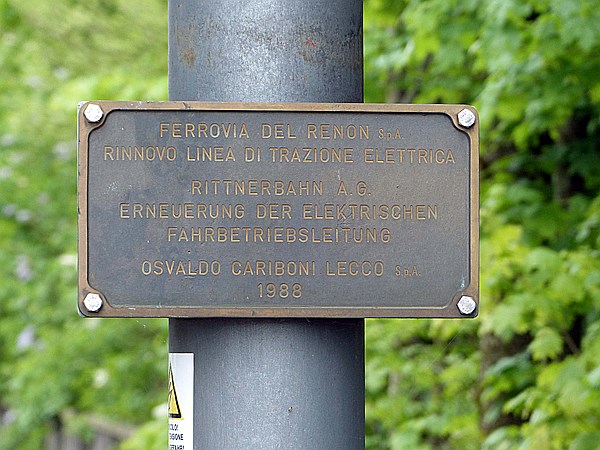 FERROVIA DEL RENON S.p.A.
RINNOVO LINEA DI TRAZIONE ELETTRICA
RITTNERBAHN A.G.
ERNEUERUNG DER ELEKTRISCHEN
FAHRBETRIEBSLEITUNG
OSVALDO CARIBONI LECCO S.p.A.
1988